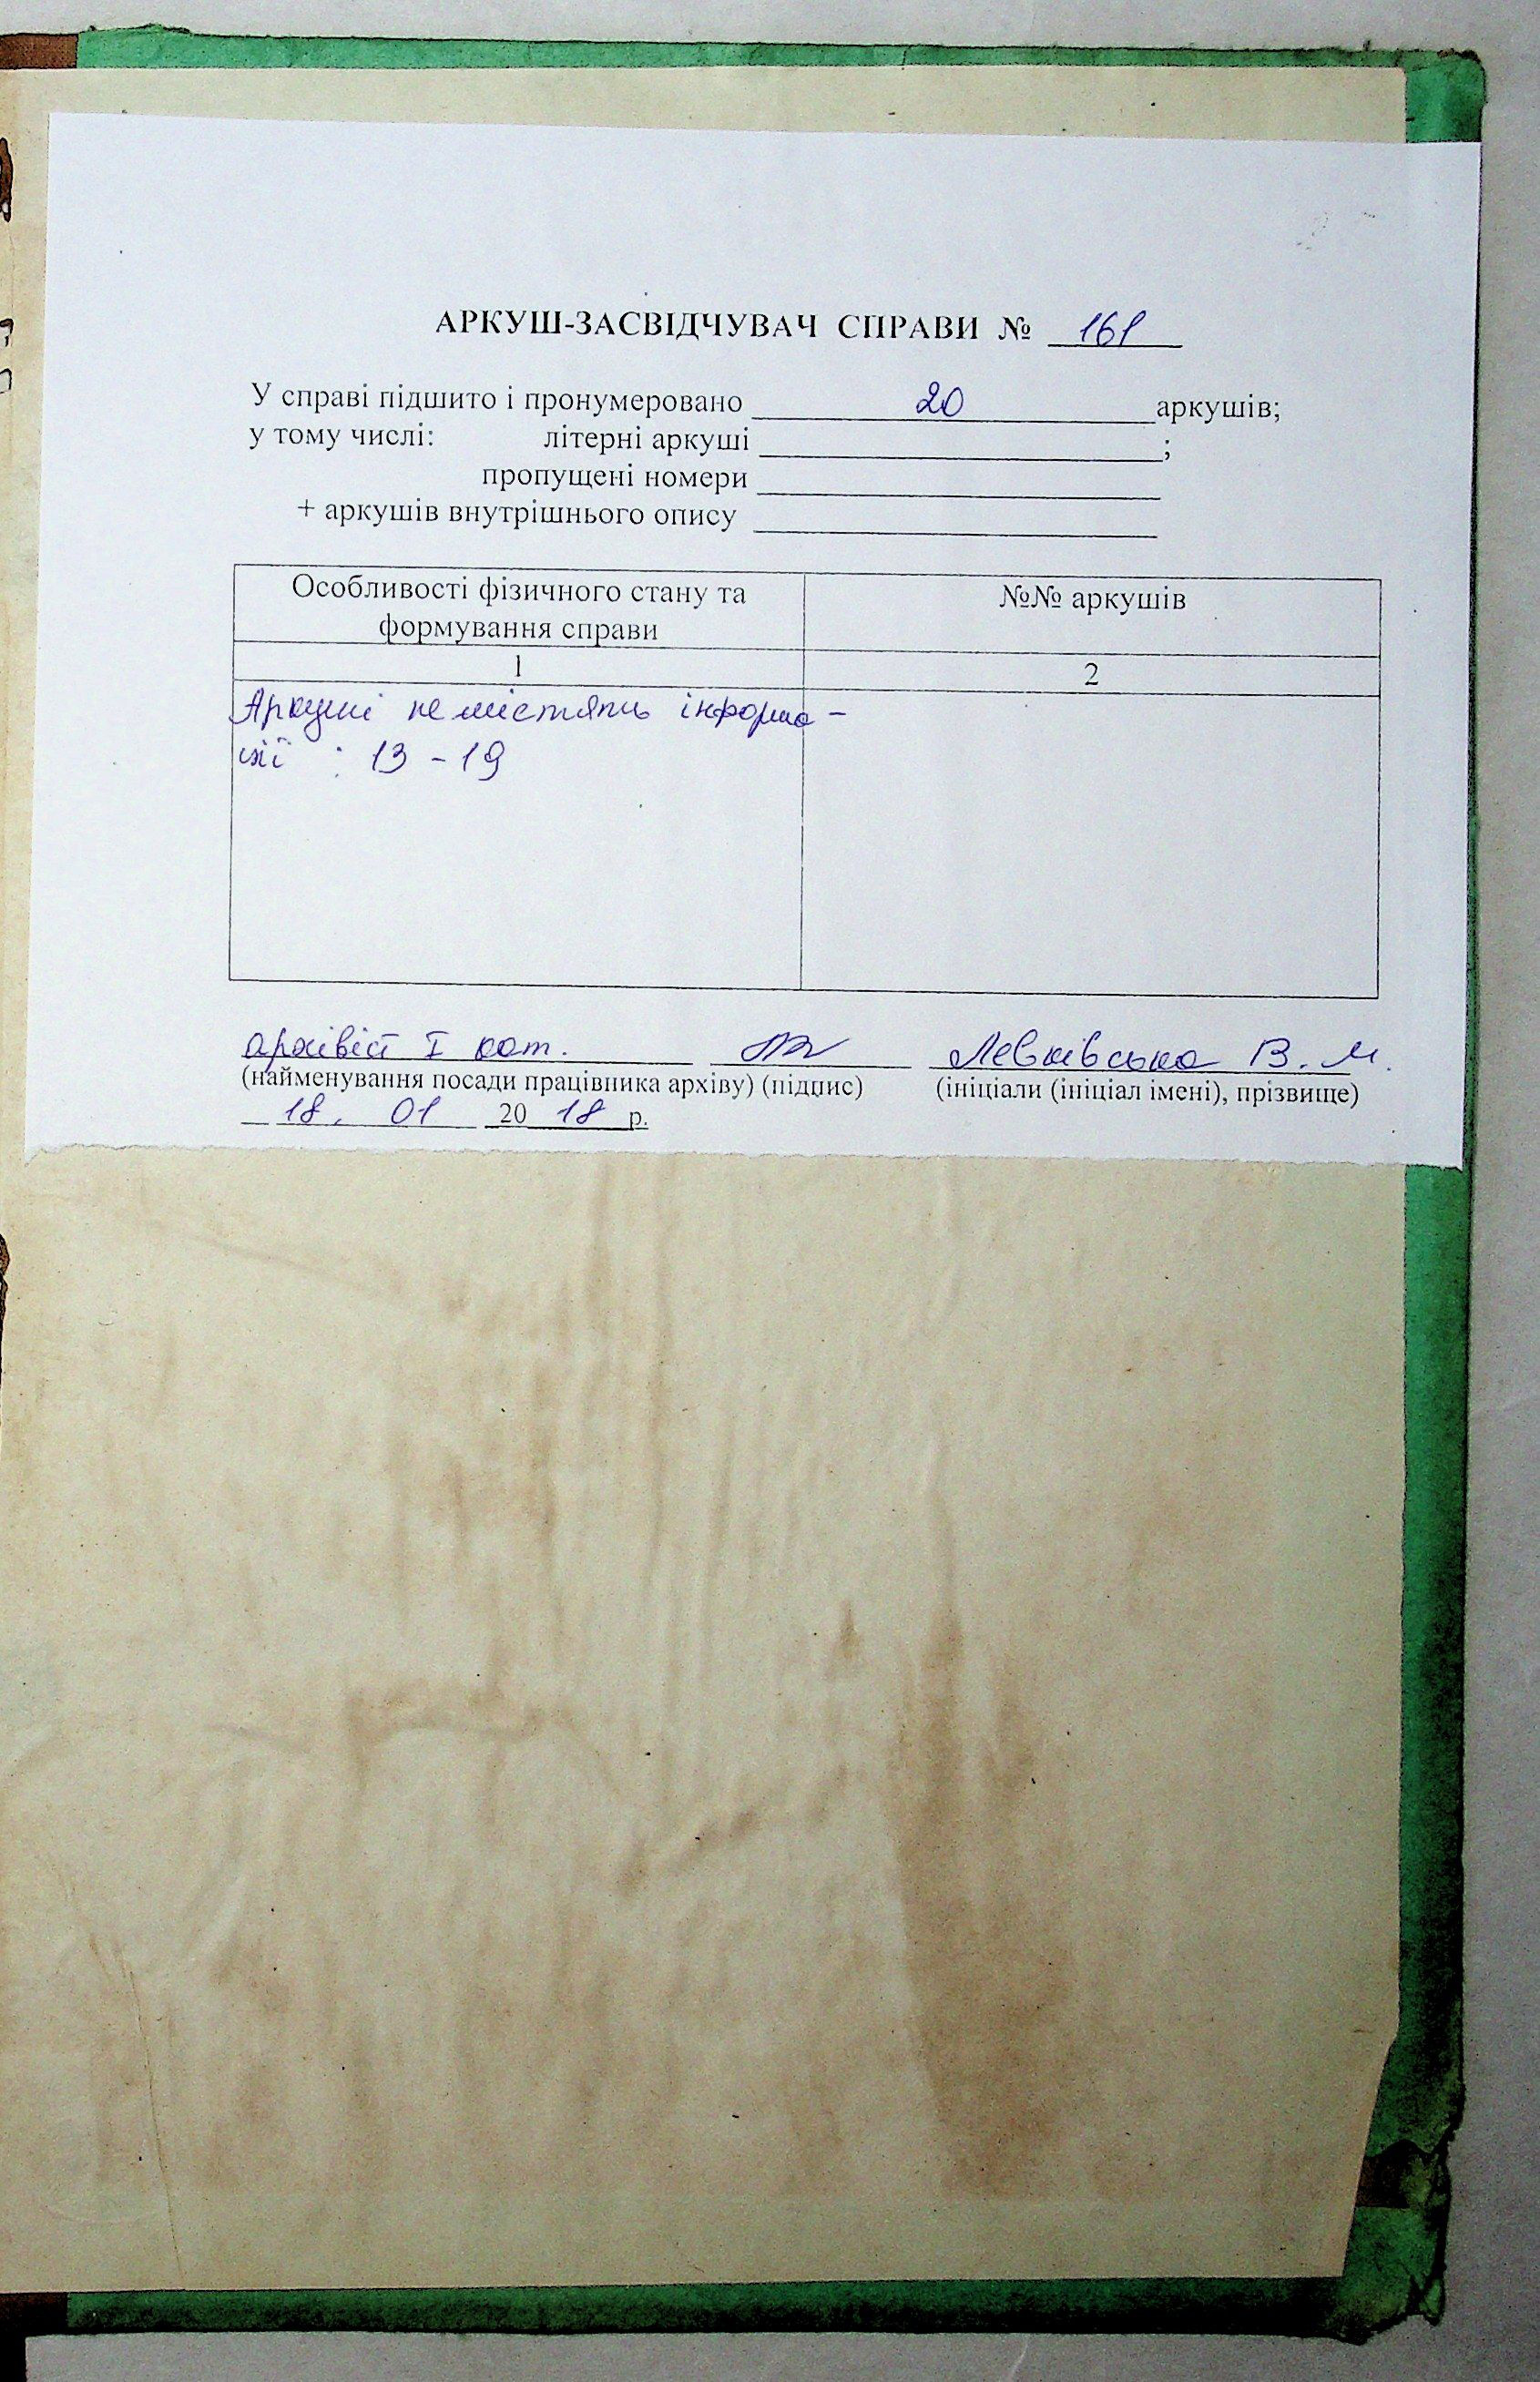 АРКУШ-ЗАСВІДЧУВАЧ СПРАВИ № 161
У справі підшито і пронумеровано 20 аркушів;
у тому числі: літерні аркуші ;
пропущені номери
+ аркушів внутрішнього опису
Особливості фізичного стану та №№ аркушів
формування справи
1 2
Аркуші не містять інформа-
ції : 13 - 19
архівіст І кат. Левківська В. М.
(найменування посади працівника архіву) (підпис) (ініціали (ініціал імені), прізвище)
18. 01 20 18 р.